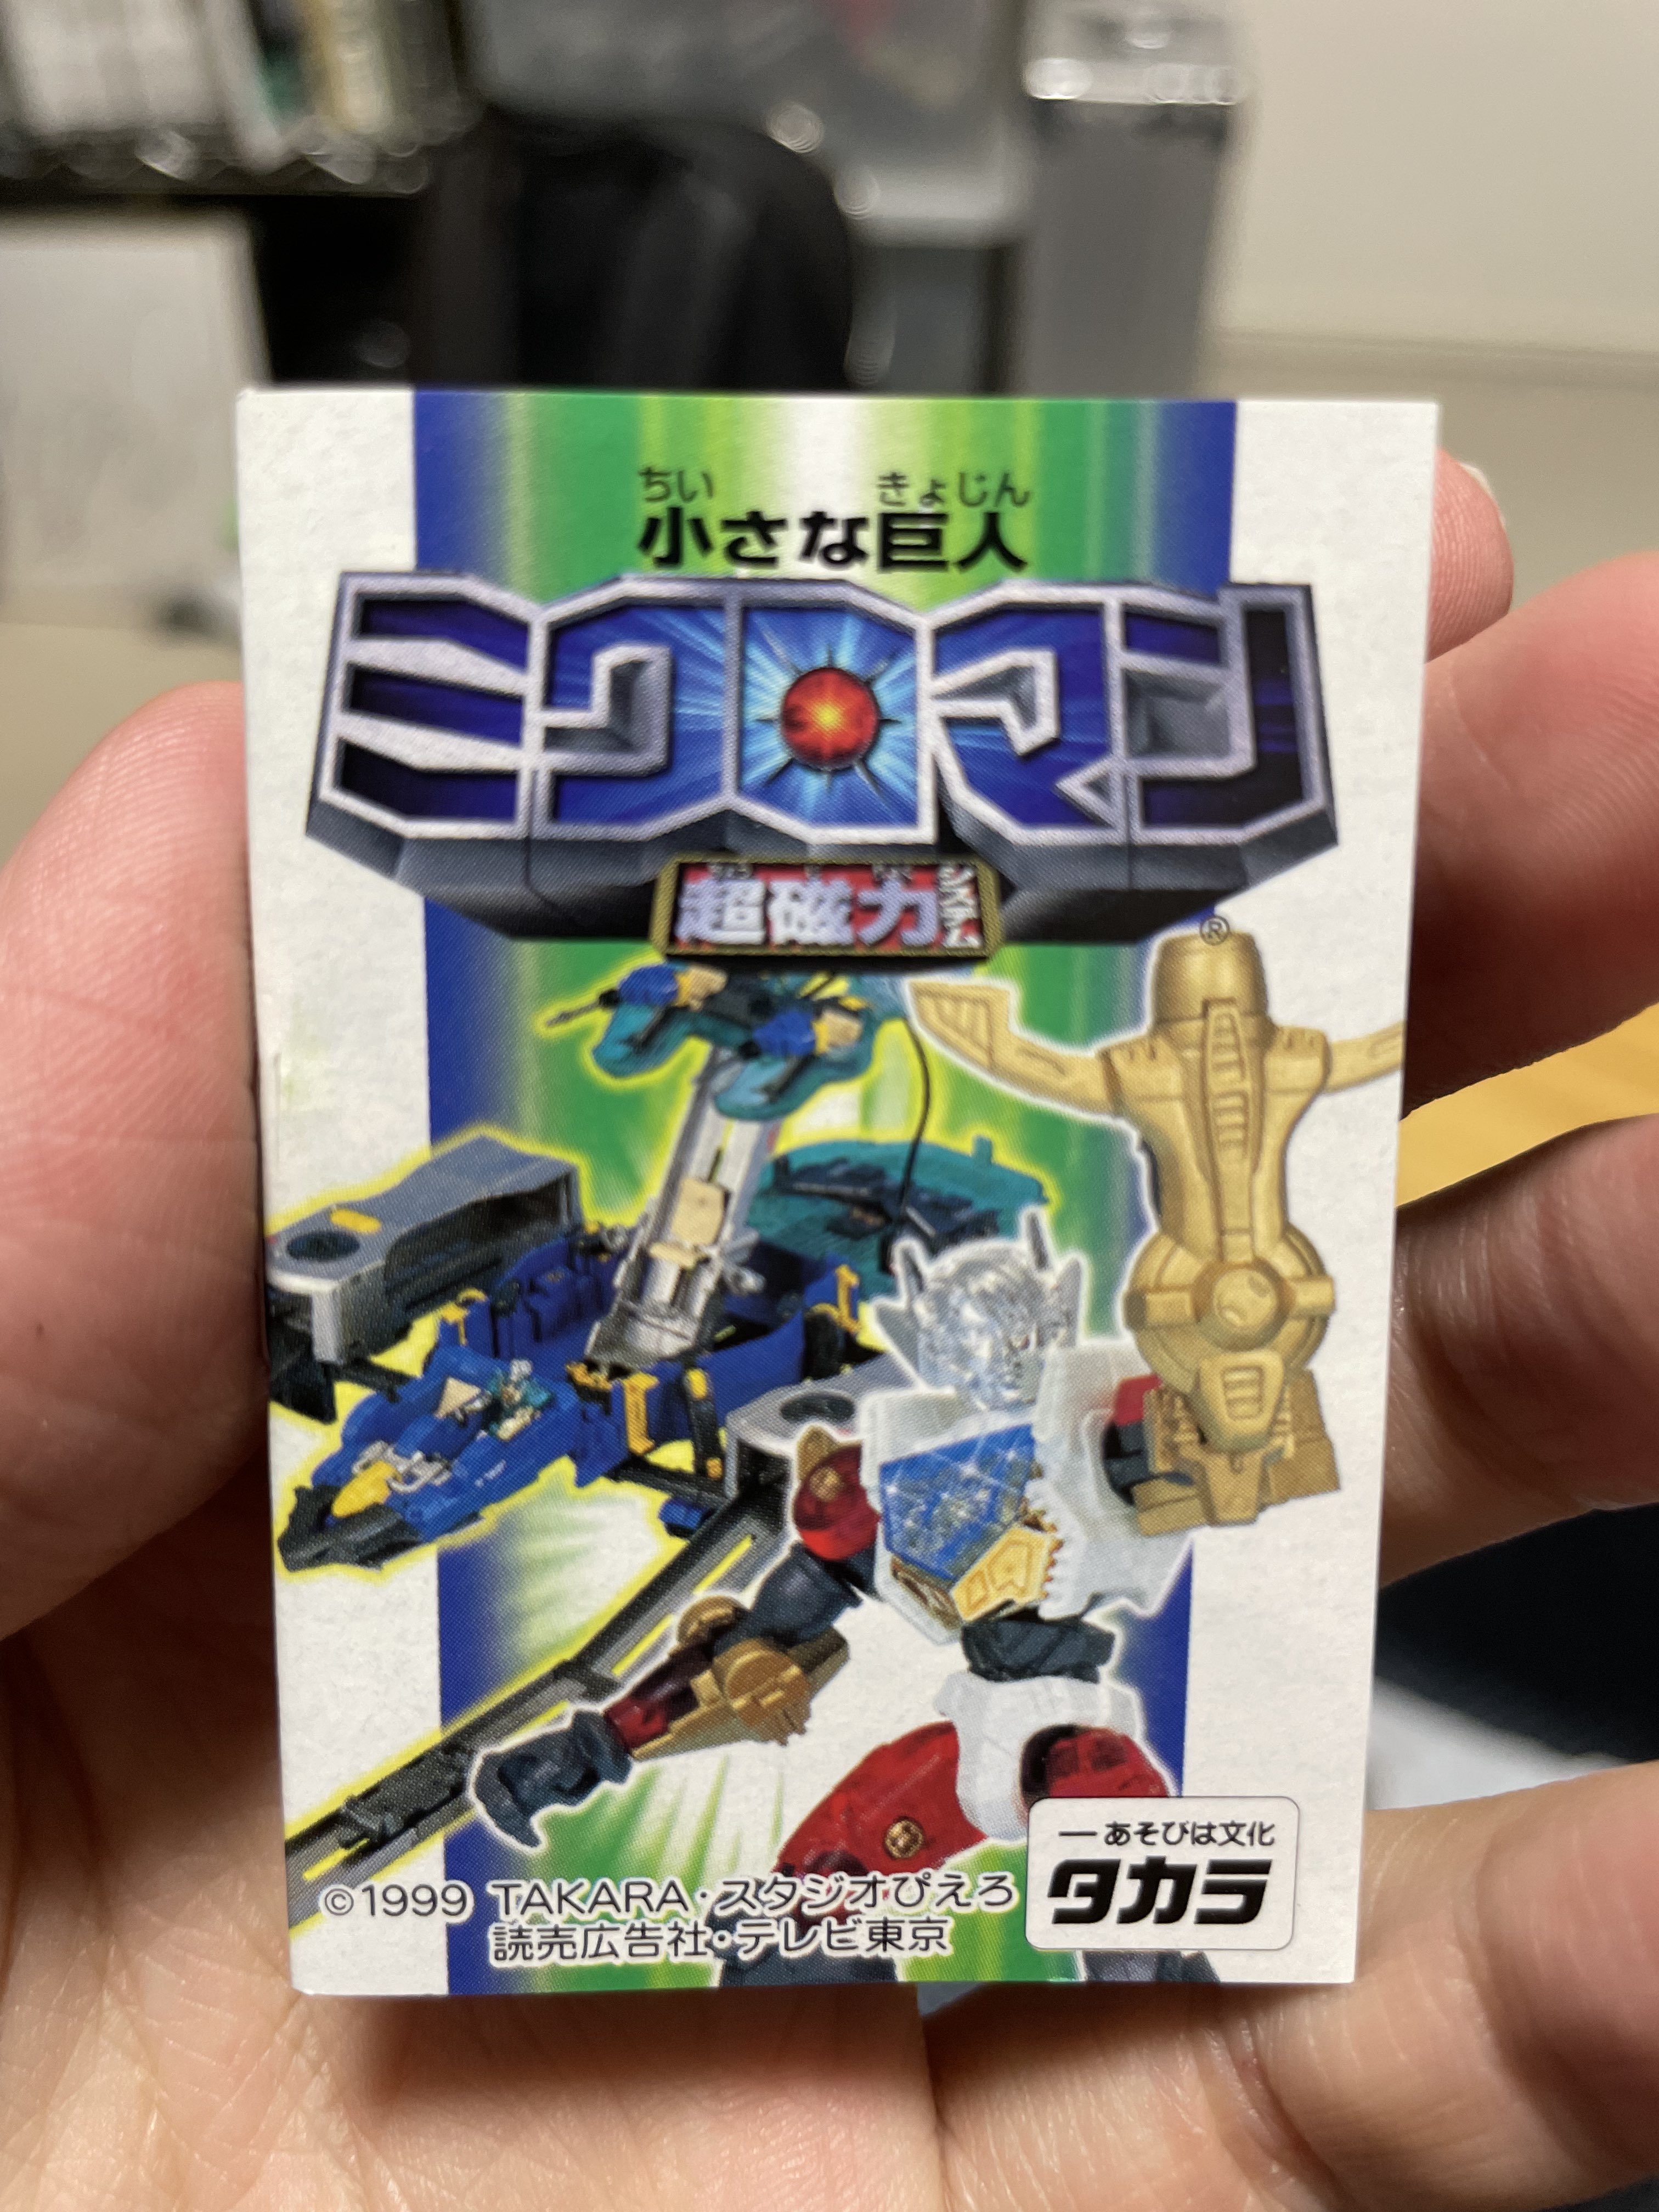 ちい きょじん
小さな巨人
ミクロマン
超磁力システム
®
©1999 TAKARA・スタジオぴえろ
読売広告社・テレビ東京
―あそびは文化
タカラ